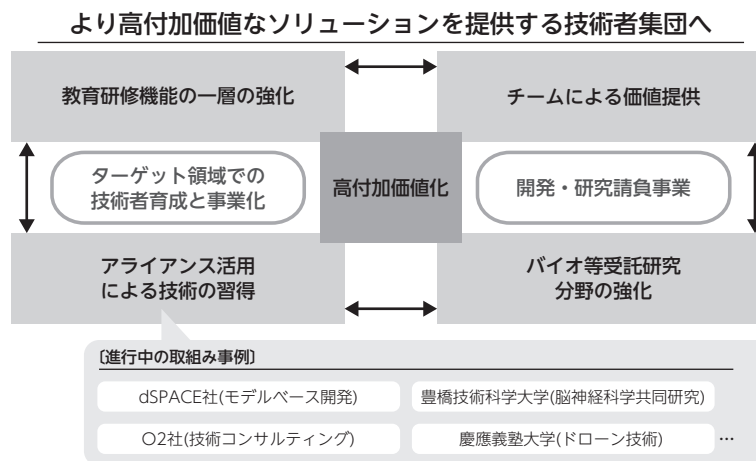 より高付加価値なソリューションを提供する技術者集団へ
教育研修機能の一層の強化
チームによる価値提供
ターゲット領域での
技術者育成と事業化
高付加価値化
開発・研究請負事業
アライアンス活用
による技術の習得
バイオ等受託研究
分野の強化
〔進行中の取組み事例〕
dSPACE社(モデルベース開発)
豊橋技術科学大学(脳神経科学共同研究)
O2社(技術コンサルティング)
慶應義塾大学(ドローン技術)
…